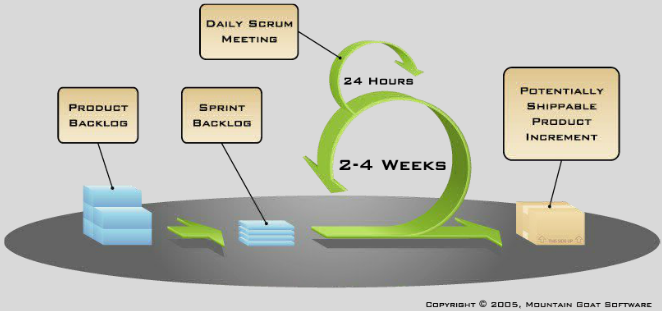 DAILY SCRUM
MEETING
24 HOURS
PRODUCT
BACKLOG
SPRINT
BACKLOG
POTENTIALLY
SHIPPABLE
PRODUCT
INCREMENT
2-4 WEEKS
COPYRIGHT © 2005, MOUNTAIN GOAT SOFTWARE